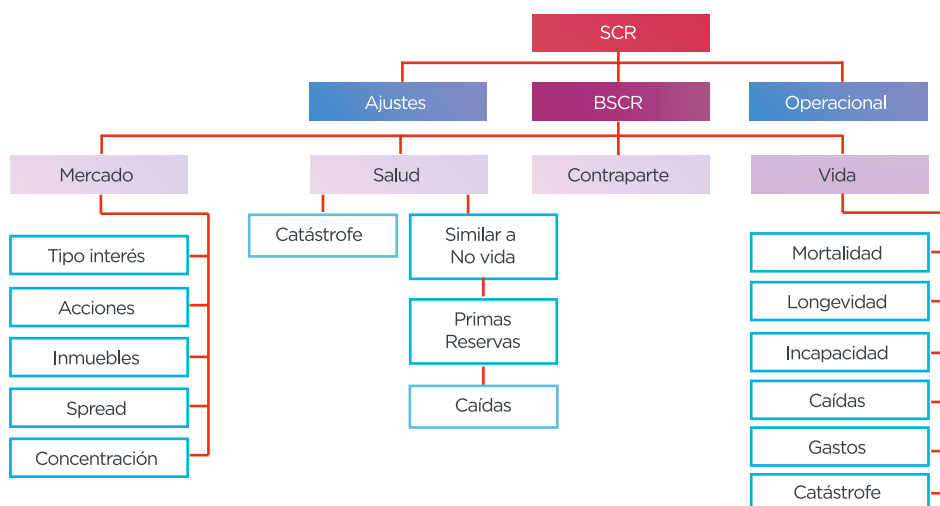 SCR
Ajustes
BSCR
Operacional
Mercado
Salud
Contraparte
Vida
Tipo interés
Acciones
Inmuebles
Spread
Concentración
Catástrofe
Similar a
No vida
Primas
Reservas
Caídas
Mortalidad
Longevidad
Incapacidad
Caídas
Gastos
Catástrofe